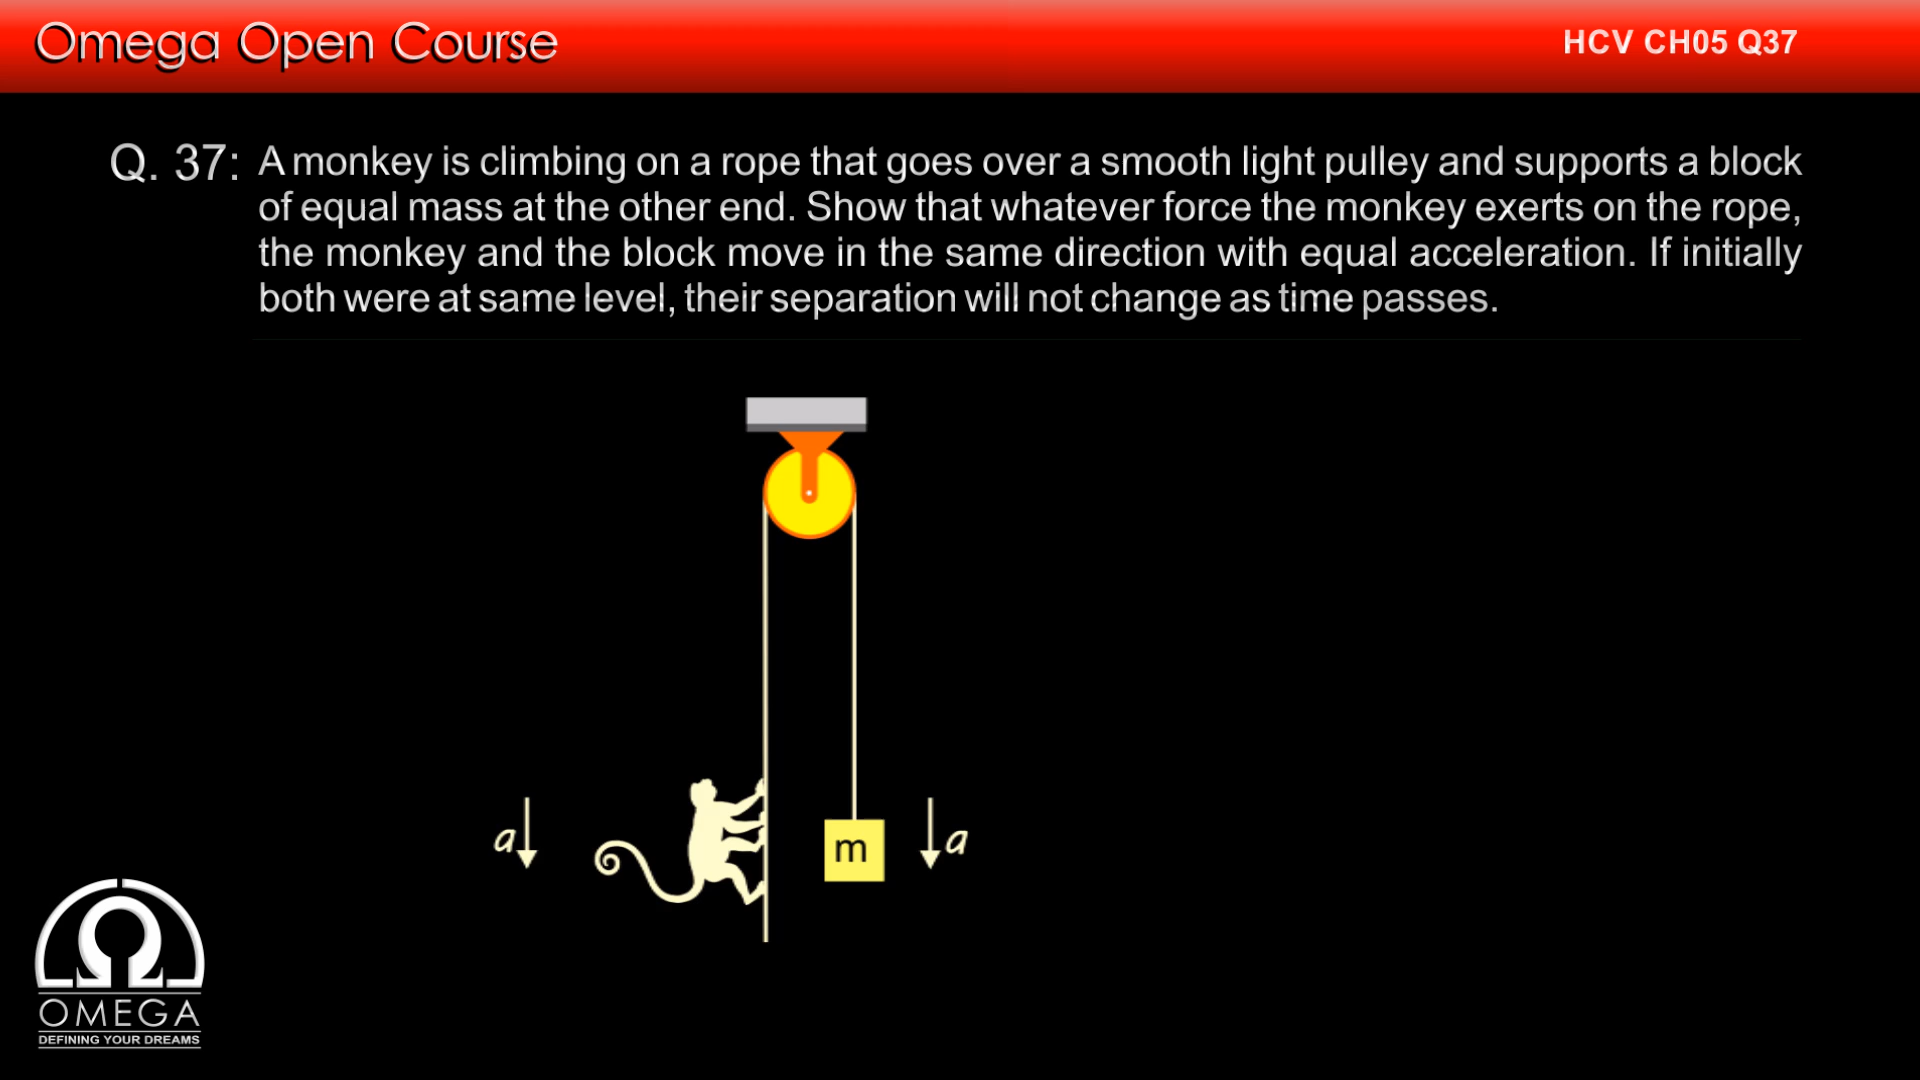 Omega Open Course
HCV CH05 Q37
Q. 37: A monkey is climbing on a rope that goes over a smooth light pulley and supports a block
of equal mass at the other end. Show that whatever force the monkey exerts on the rope,
the monkey and the block move in the same direction with equal acceleration. If initially
both were at same level, their separation will not change as time passes.
a
m
a
OMEGA
DEFINING YOUR DREAMS